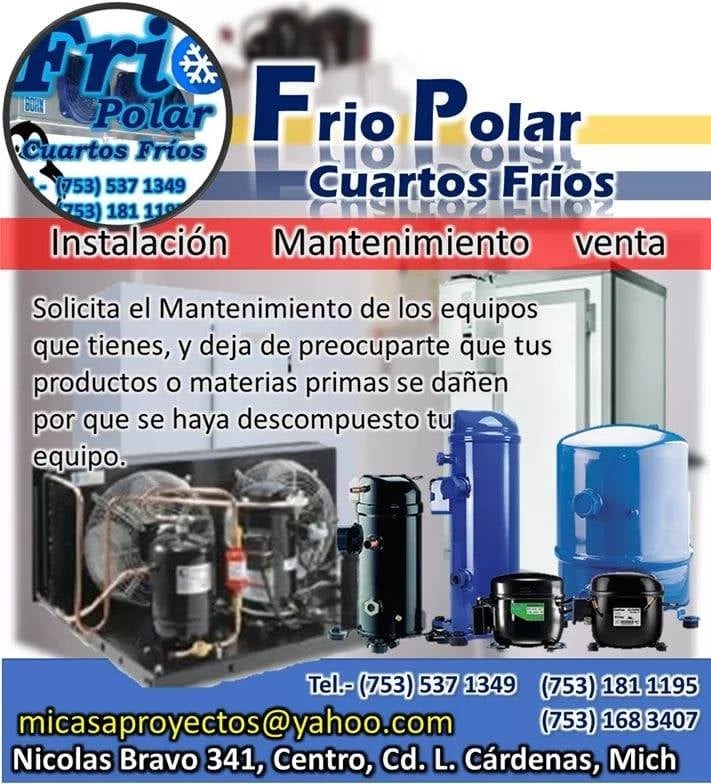 Frio
Polar
Cuartos Fríos
(753) 537 1349
BOHN
Frio Polar
Cuartos Fríos
Instalación Mantenimiento venta
Solicita el Mantenimiento de los equipos
que tienes, y deja de preocuparte que tus
productos o materias primas se dañen
por que se haya descompuesto tu
equipo.
Tel.- (753) 537 1349 (753) 181 1195
(753) 168 3407
micasaproyectos@yahoo.com
Nicolas Bravo 341, Centro, Cd. L. Cárdenas, Mich